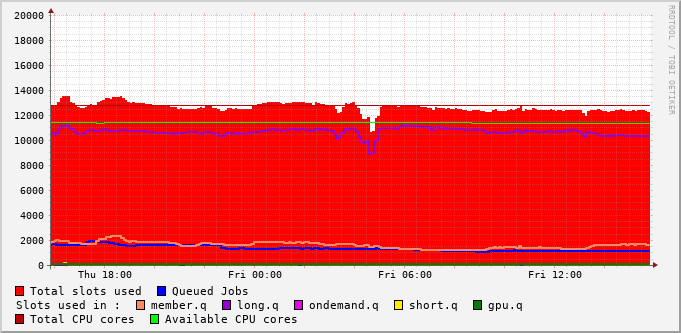 RRDTOOL / TOBI OETIKER
20000
18000
16000
14000
12000
10000
8000
6000
4000
2000
0
Thu 18:00 Fri 00:00 Fri 06:00 Fri 12:00
Total slots used Queued Jobs
Slots used in : member.q long.q ondemand.q short.q gpu.q
Total CPU cores Available CPU cores